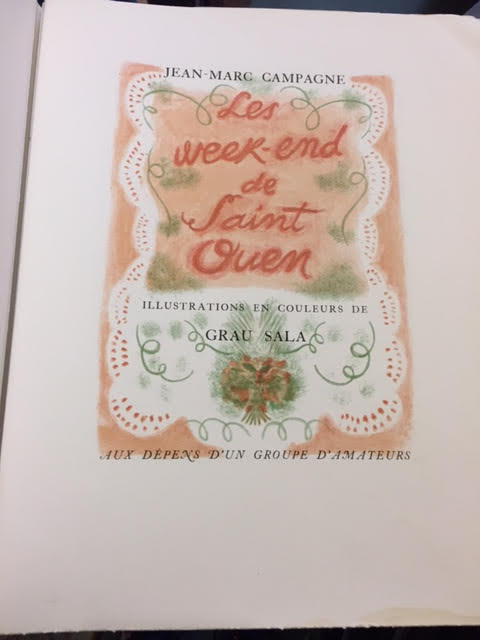 JEAN-MARC CAMPAGNE
Les
week-end
de
Saint
Ouen
ILLUSTRATIONS EN COULEURS DE
GRAU SALA
AUX DÉPENS D'UN GROUPE D'AMATEURS